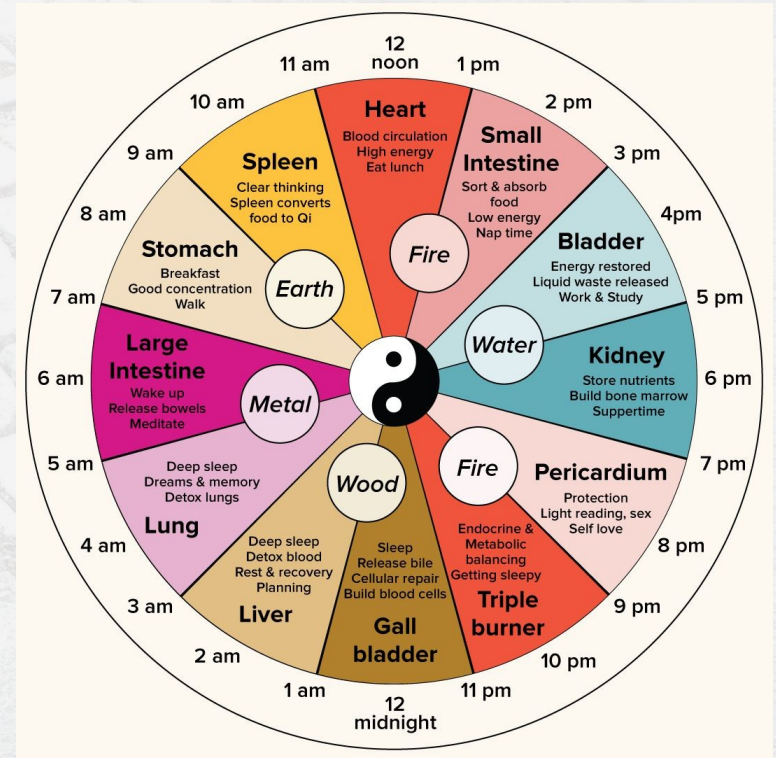 12
noon
1 pm
2 pm
3 pm
4pm
5 pm
6 pm
7 pm
8 pm
9 pm
10 pm
11 pm
12
midnight
1 am
2 am
3 am
4 am
5 am
6 am
7 am
8 am
9 am
10 am
11 am
Heart
Blood circulation
High energy
Eat lunch
Small
Intestine
Sort & absorb
food
Low energy
Nap time
Fire
Bladder
Energy restored
Liquid waste released
Work & Study
Water
Kidney
Store nutrients
Build bone marrow
Suppertime
Pericardium
Protection
Light reading, sex
Self love
Fire
Endocrine &
Metabolic
balancing
Getting sleepy
Triple
burner
Sleep
Release bile
Cellular repair
Build blood cells
Gall
bladder
Wood
Deep sleep
Detox blood
Rest & recovery
Planning
Liver
Deep sleep
Dreams & memory
Detox lungs
Lung
Metal
Large
Intestine
Wake up
Release bowels
Meditate
Stomach
Breakfast
Good concentration
Walk
Earth
Spleen
Clear thinking
Spleen converts
food to Qi